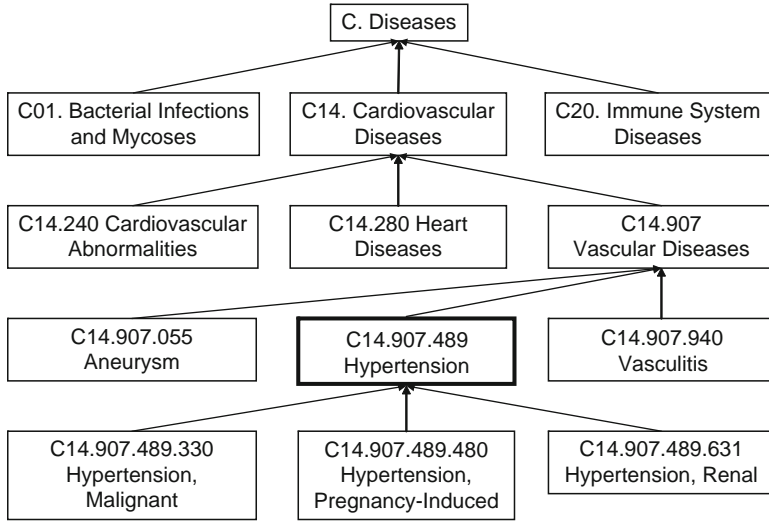 C. Diseases
C01. Bacterial Infections
and Mycoses
C14. Cardiovascular
Diseases
C20. Immune System
Diseases
C14.240 Cardiovascular
Abnormalities
C14.280 Heart
Diseases
C14.907
Vascular Diseases
C14.907.055
Aneurysm
C14.907.489
Hypertension
C14.907.940
Vasculitis
C14.907.489.330
Hypertension,
Malignant
C14.907.489.480
Hypertension,
Pregnancy-Induced
C14.907.489.631
Hypertension, Renal